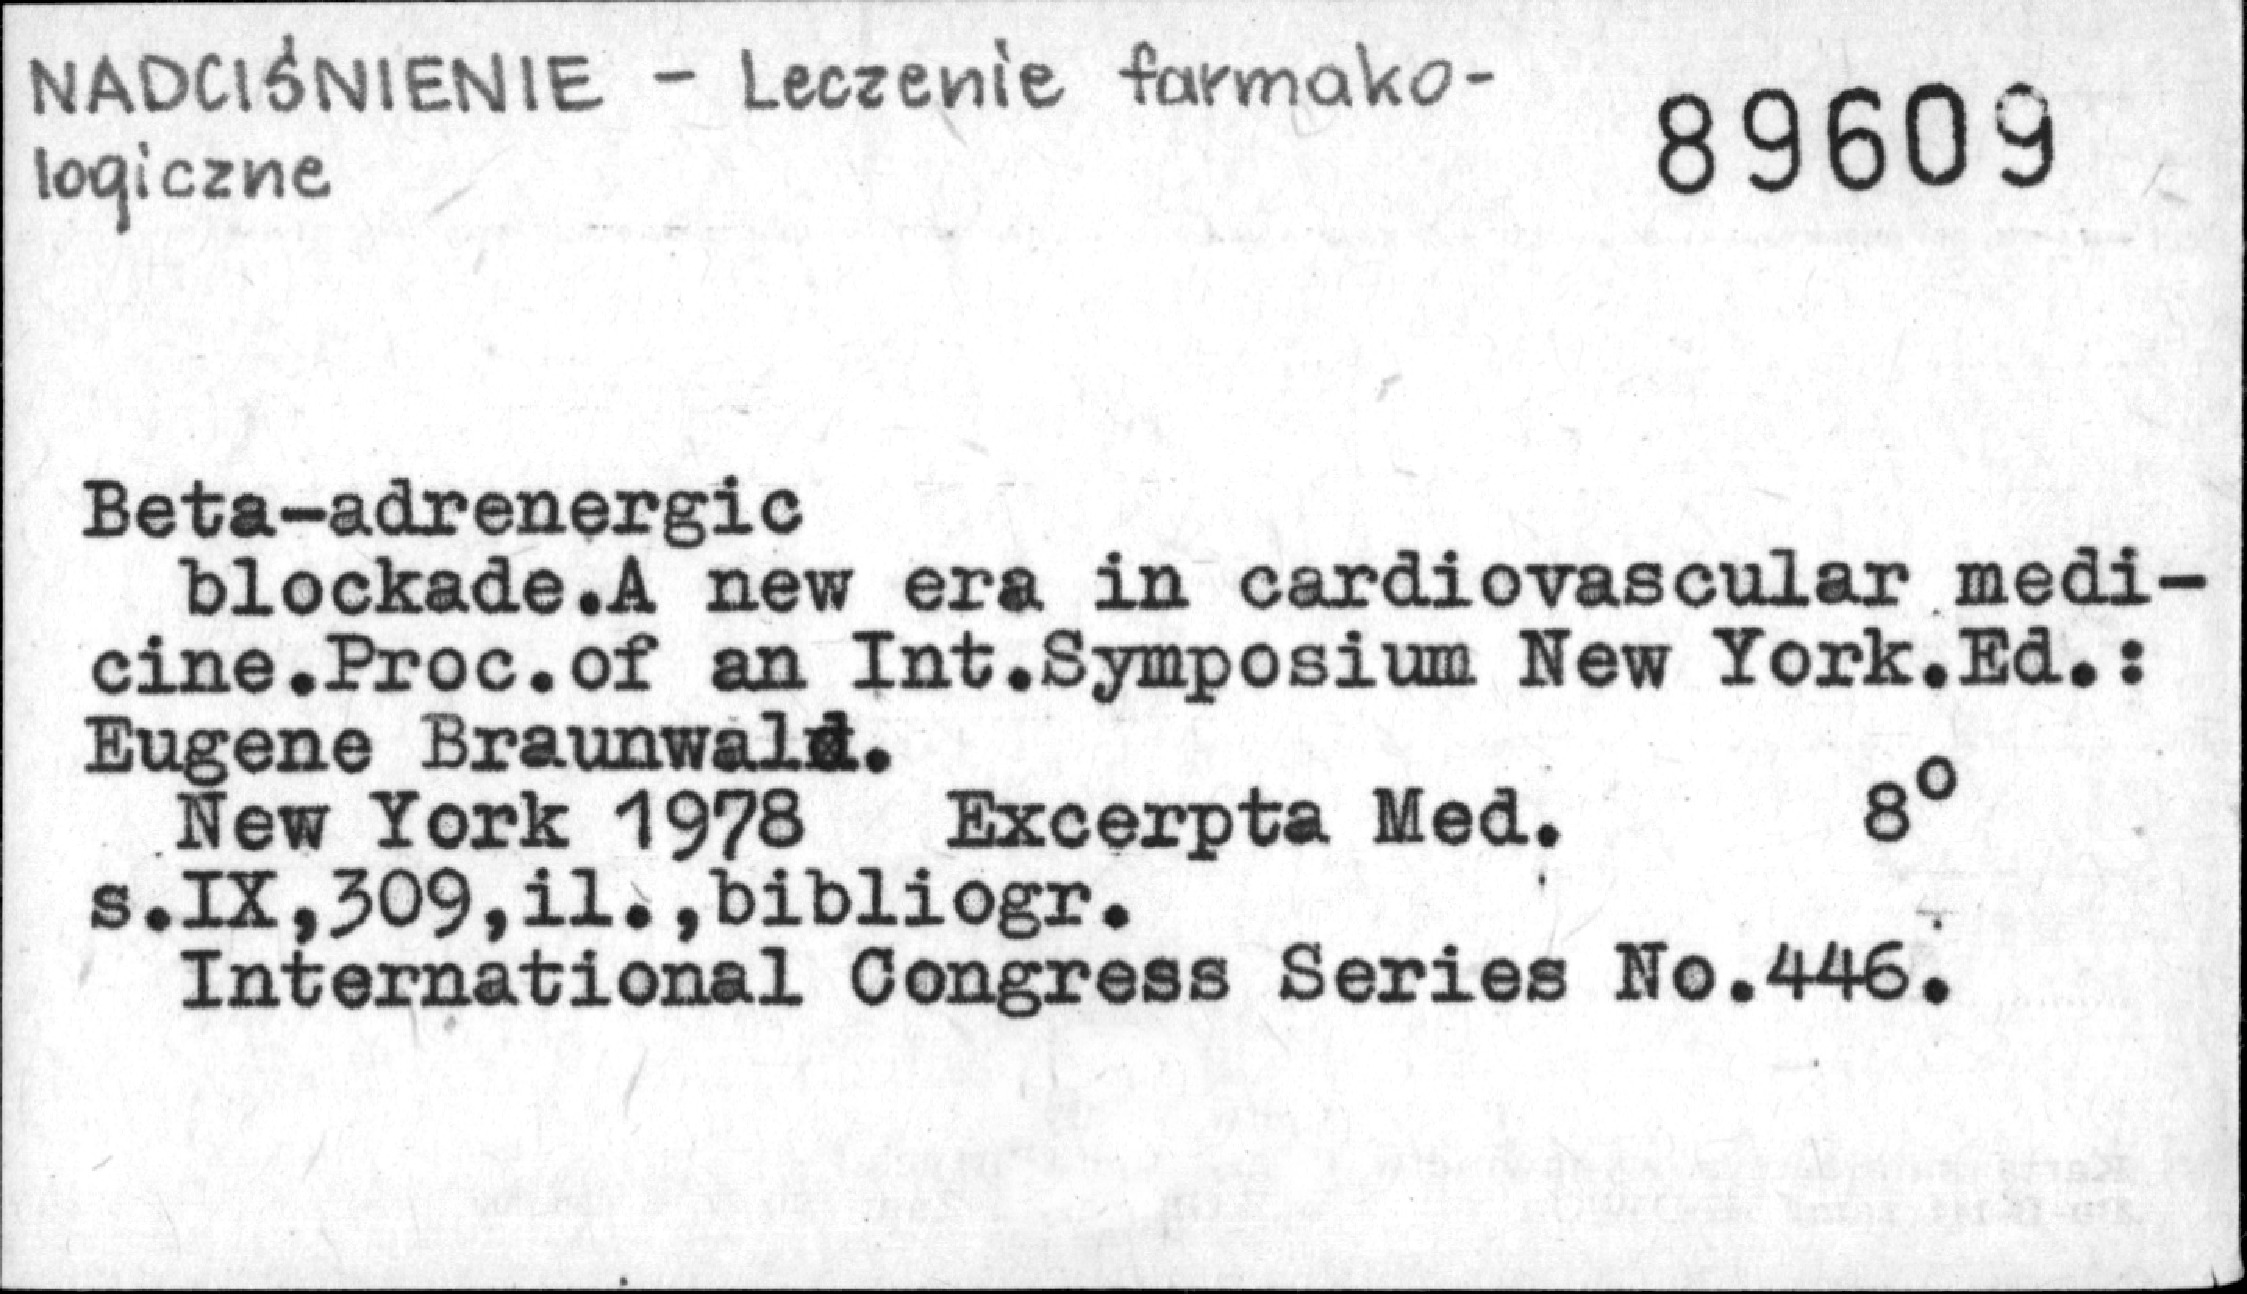 NADCIŚNIENIE - Leczenie farmako-
logiczne
89609
Beta-adrenergic
blockade.A new era in cardiovascular medi-
cine.Proc.of an Int.Symposium New York.Ed.:
Eugene Braunwald.
New York 1978 Excerpta Med. 8°
s.IX,309,il.,bibliogr.
International Congress Series No.446.